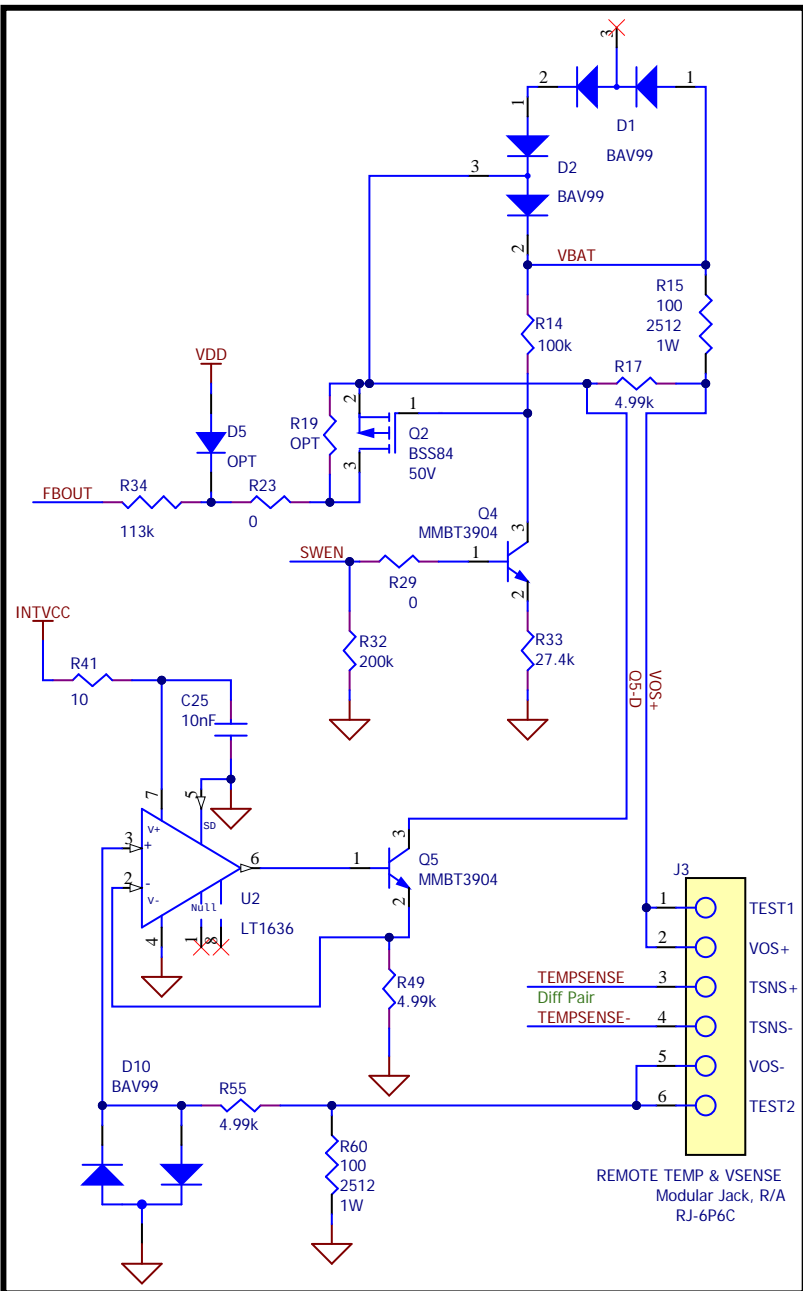 3
2
1
D1
BAV99
1
3
D2
BAV99
2
VBAT
R15
100
2512
1W
R14
100k
VDD
R17
4.99k
2
1
R19
OPT
Q2
BSS84
50V
3
D5
OPT
R34
R23
FBOUT
113k
0
Q4
MMBT3904
3
SWEN
1
R29
0
2
INTVCC
R32
200k
R33
27.4k
R41
10
C25
10nF
VOS+
Q5-D
7
5
V+
SD
3
+
6
1
3
Q5
MMBT3904
2
-
V-
Null
U2
LT1636
2
4
1
8
J3
1
TEST1
2
VOS+
TEMPSENSE
3
TSNS+
Diff Pair
TEMPSENSE-
4
TSNS-
R49
4.99k
5
VOS-
D10
BAV99
R55
4.99k
6
TEST2
R60
100
2512
1W
REMOTE TEMP & VSENSE
Modular Jack, R/A
RJ-6P6C